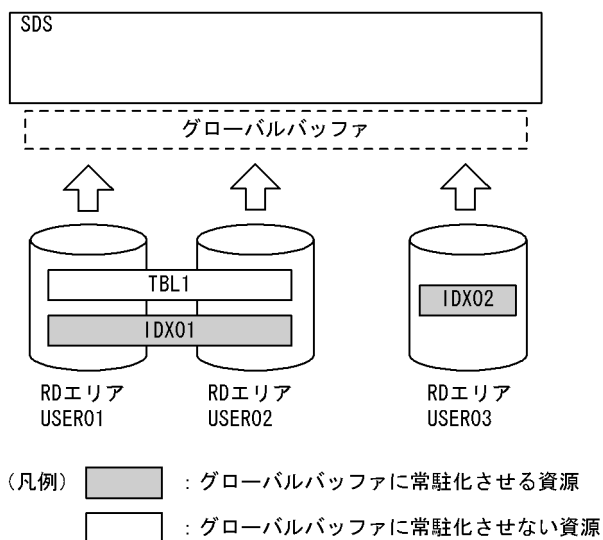 SDS
グローバルバッファ
TBL1
IDX01
IDX02
RDエリア
USER01
RDエリア
USER02
RDエリア
USER03
(凡例)
：グローバルバッファに常駐化させる資源
：グローバルバッファに常駐化させない資源